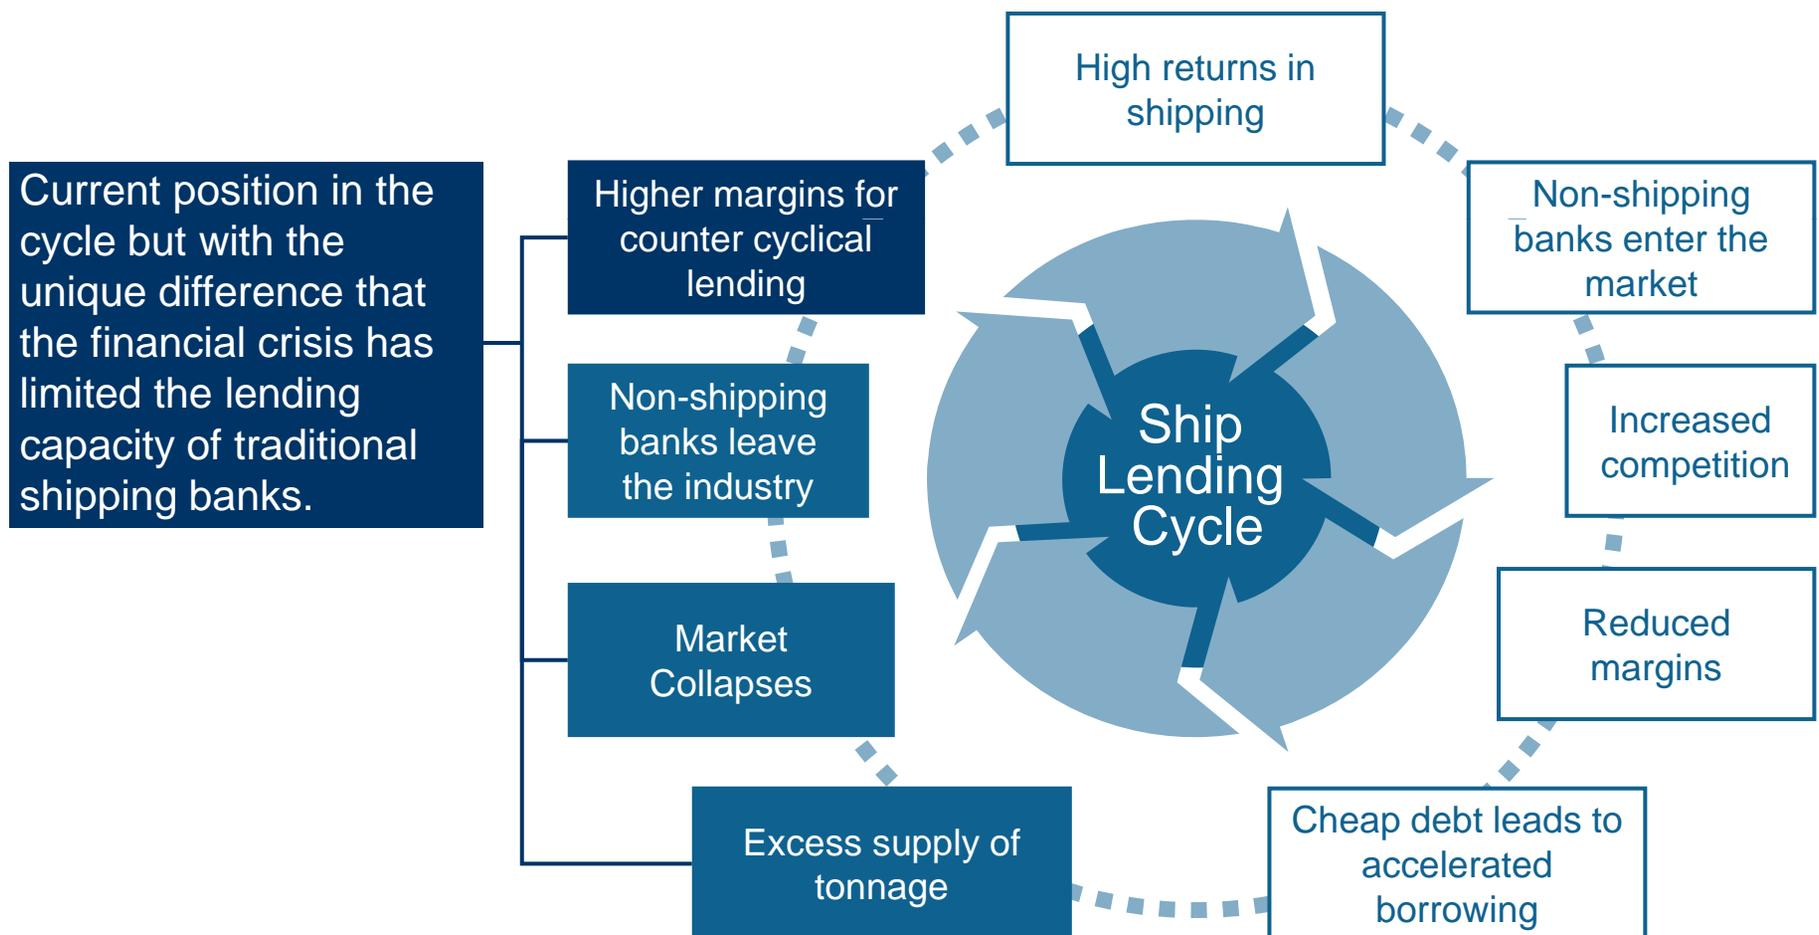 High returns in
shipping
Current position in the
cycle but with the
unique difference that
the financial crisis has
limited the lending
capacity of traditional
shipping banks.
Higher margins for
counter cyclical
lending
Non-shipping
banks enter the
market
Non-shipping
banks leave
the industry
Ship
Lending
Cycle
Increased
competition
Market
Collapses
Reduced
margins
Excess supply of
tonnage
Cheap debt leads to
accelerated
borrowing